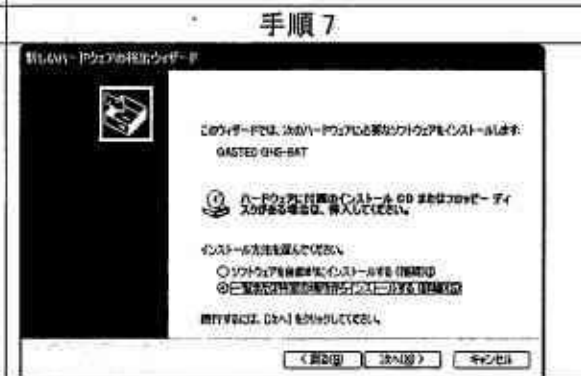 手順7
新しいハードウェアの検出ウィザード
このウィザードでは、次のハードウェアに必要なソフトウェアをインストールします:
GASTEC GHS-8AT
ハードウェアに付属のインストール CD またはフロッピー ディ
スクがある場合は、挿入してください。
インストール方法を選んでください。
ソフトウェアを自動的にインストールする (推奨)(I)
一覧または特定の場所からインストールする (詳細)(S)
続行するには、[次へ] をクリックしてください。
< 戻る(B)
次へ(N) >
キャンセル